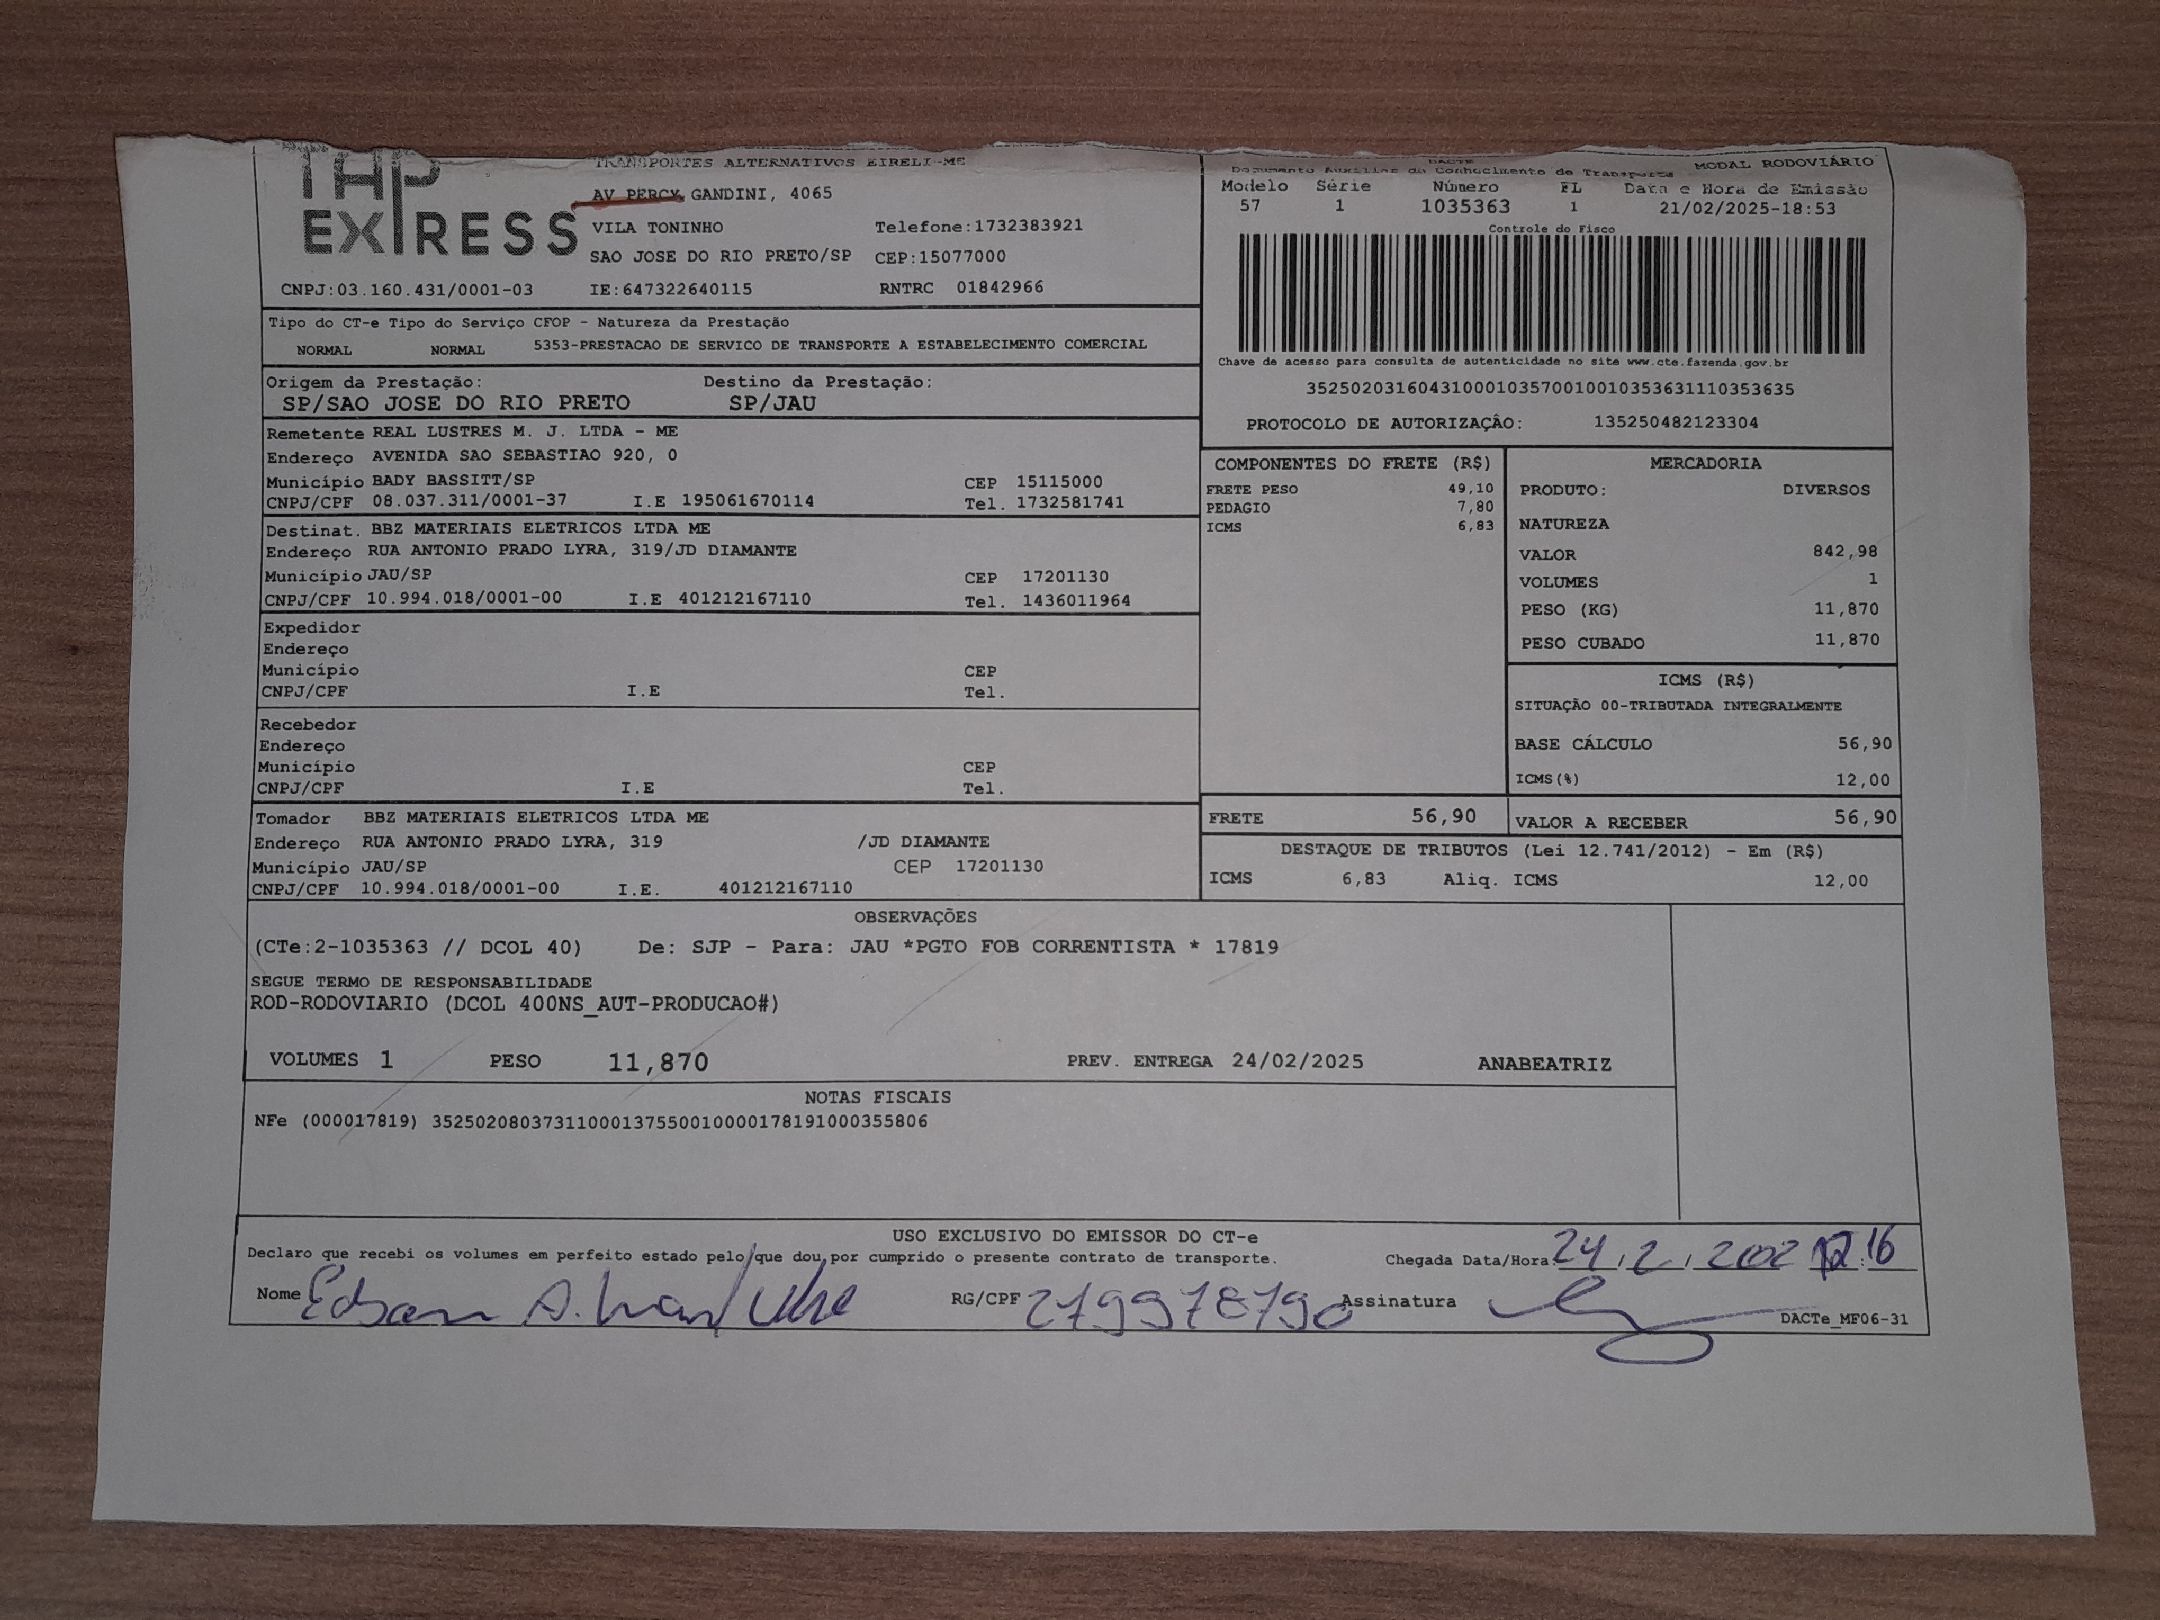 THP
EXPRESS
TRANSPORTES ALTERNATIVOS EIRELI-ME
AV PERCY GANDINI, 4065
VILA TONINHO Telefone:1732383921
SAO JOSE DO RIO PRETO/SP CEP:15077000
CNPJ:03.160.431/0001-03 IE:647322640115 RNTRC 01842966
DACTE MODAL RODOVIÁRIO
Documento Auxiliar do Conhecimento de Transporte
Modelo Série Número FL Data e Hora de Emissão
57 1 1035363 1 21/02/2025-18:53
Controle do Fisco
Chave de acesso para consulta de autenticidade no site www.cte.fazenda.gov.br
35250203160431000103570010010353631110353635
PROTOCOLO DE AUTORIZAÇÂO: 135250482123304
Tipo do CT-e Tipo do Serviço CFOP - Natureza da Prestação
NORMAL NORMAL 5353-PRESTACAO DE SERVICO DE TRANSPORTE A ESTABELECIMENTO COMERCIAL
Origem da Prestação: Destino da Prestação:
SP/SAO JOSE DO RIO PRETO SP/JAU
Remetente REAL LUSTRES M. J. LTDA - ME
Endereço AVENIDA SAO SEBASTIAO 920, 0
Município BADY BASSITT/SP CEP 15115000
CNPJ/CPF 08.037.311/0001-37 I.E 195061670114 Tel. 1732581741
Destinat. BBZ MATERIAIS ELETRICOS LTDA ME
Endereço RUA ANTONIO PRADO LYRA, 319/JD DIAMANTE
Município JAU/SP CEP 17201130
CNPJ/CPF 10.994.018/0001-00 I.E 401212167110 Tel. 1436011964
Expedidor
Endereço
Município CEP
CNPJ/CPF I.E Tel.
Recebedor
Endereço
Município CEP
CNPJ/CPF I.E Tel.
Tomador BBZ MATERIAIS ELETRICOS LTDA ME
Endereço RUA ANTONIO PRADO LYRA, 319 /JD DIAMANTE
Município JAU/SP CEP 17201130
CNPJ/CPF 10.994.018/0001-00 I.E. 401212167110
COMPONENTES DO FRETE (R$)
FRETE PESO 49,10
PEDAGIO 7,80
ICMS 6,83
MERCADORIA
PRODUTO: DIVERSOS
NATUREZA
VALOR 842,98
VOLUMES 1
PESO (KG) 11,870
PESO CUBADO 11,870
ICMS (R$)
SITUAÇÃO 00-TRIBUTADA INTEGRALMENTE
BASE CÁLCULO 56,90
ICMS(%) 12,00
FRETE 56,90 VALOR A RECEBER 56,90
DESTAQUE DE TRIBUTOS (Lei 12.741/2012) - Em (R$)
ICMS 6,83 Aliq. ICMS 12,00
OBSERVAÇÕES
(CTe:2-1035363 // DCOL 40) De: SJP - Para: JAU *PGTO FOB CORRENTISTA * 17819
SEGUE TERMO DE RESPONSABILIDADE
ROD-RODOVIARIO (DCOL 400NS_AUT-PRODUCAO#)
VOLUMES 1 PESO 11,870 PREV. ENTREGA 24/02/2025 ANABEATRIZ
NOTAS FISCAIS
NFe (000017819) 35250208037311000137550010000178191000355806
USO EXCLUSIVO DO EMISSOR DO CT-e
Declaro que recebi os volumes em perfeito estado pelo que dou por cumprido o presente contrato de transporte. Chegada Data/Hora: 24/2/202 :16
Nome Edson A. RG/CPF 279978790 Assinatura
DACTe_MF06-31